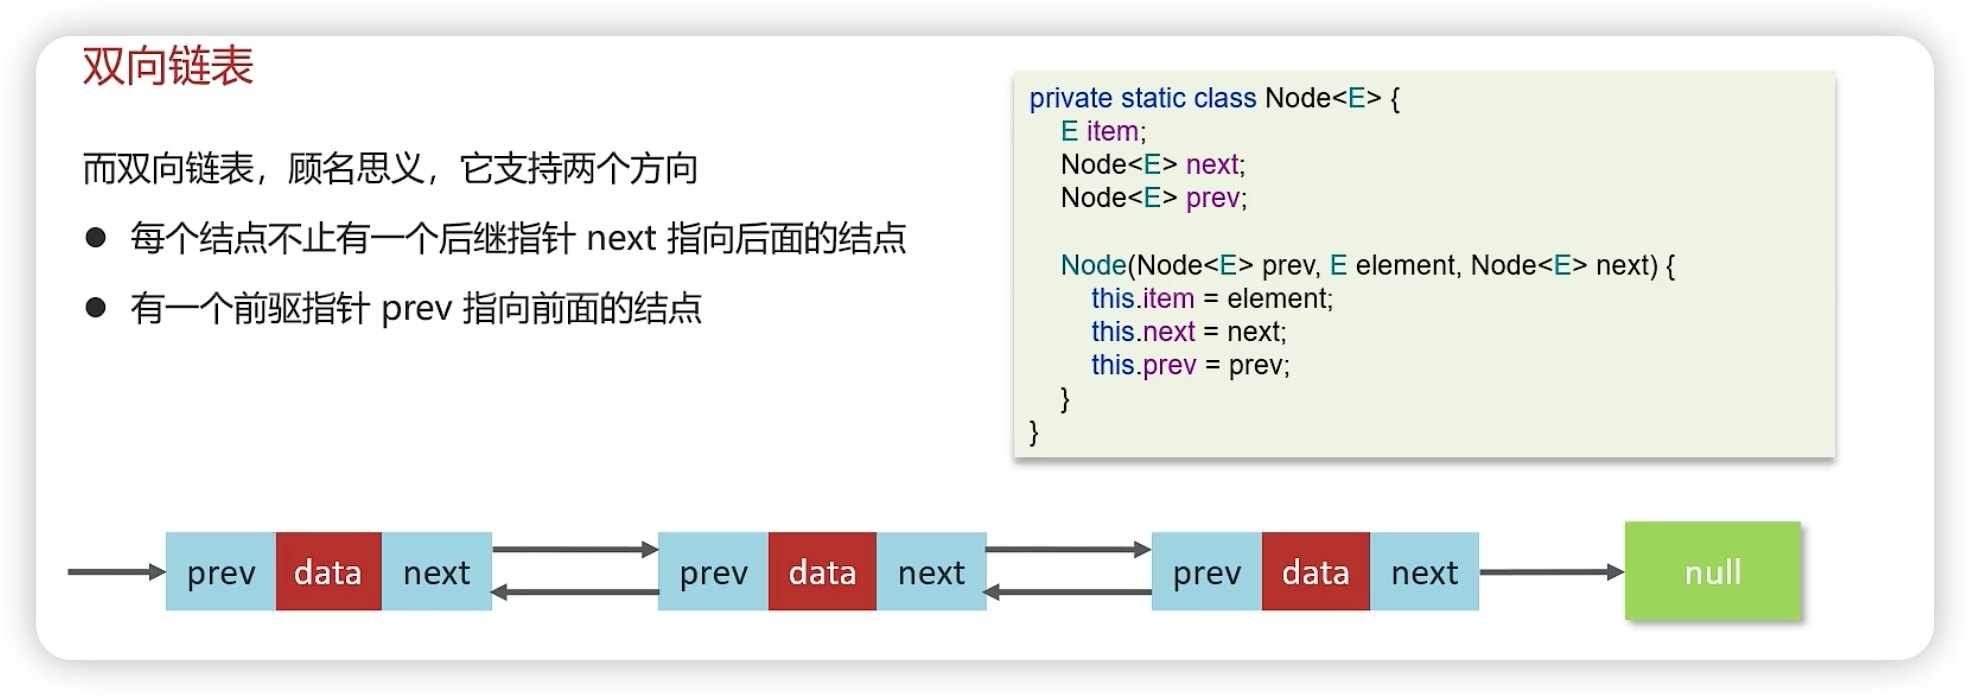 双向链表
而双向链表，顾名思义，它支持两个方向
● 每个结点不止有一个后继指针 next 指向后面的结点
● 有一个前驱指针 prev 指向前面的结点
private static class Node<E> {
E item;
Node<E> next;
Node<E> prev;
Node(Node<E> prev, E element, Node<E> next) {
this.item = element;
this.next = next;
this.prev = prev;
}
}
prev data next prev data next prev data next null